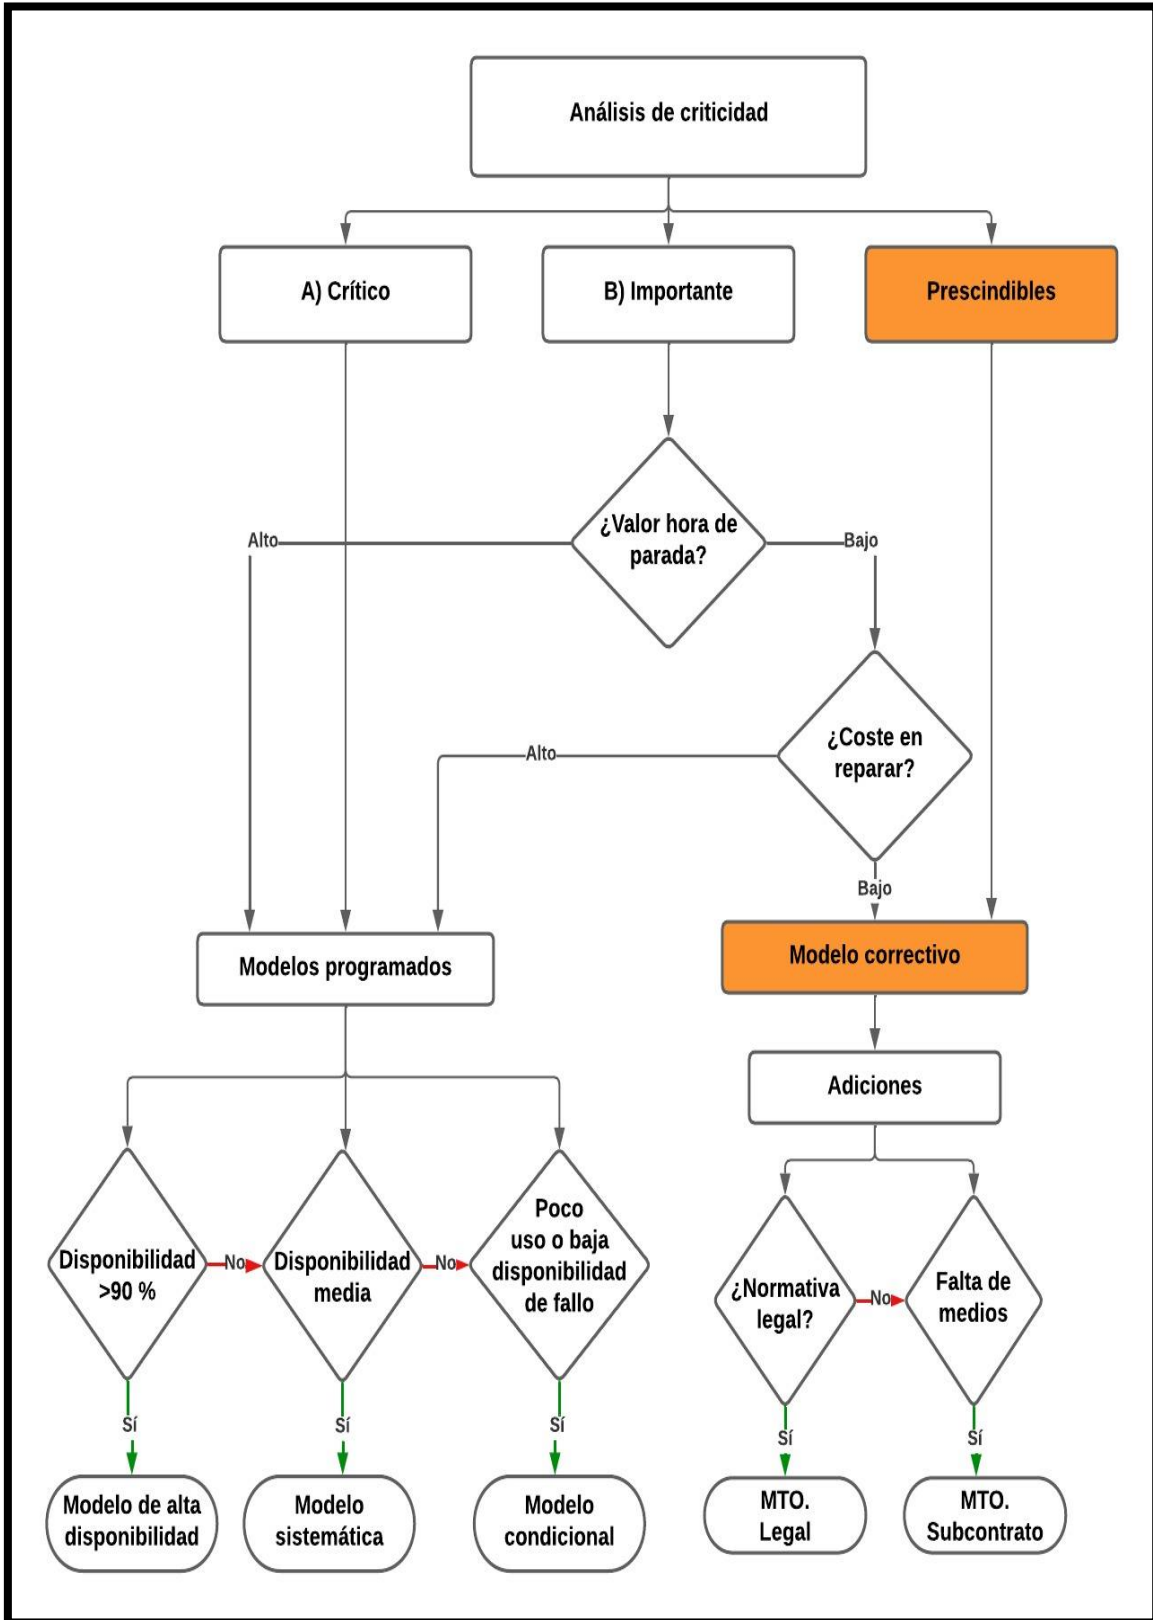 Análisis de criticidad
A) Crítico
B) Importante
Prescindibles
¿Valor hora de
parada?
Alto
Bajo
¿Coste en
reparar?
Alto
Bajo
Modelos programados
Modelo correctivo
Adiciones
Disponibilidad
>90 %
No
Disponibilidad
media
No
Poco
uso o baja
disponibilidad
de fallo
¿Normativa
legal?
No
Falta de
medios
Sí
Sí
Sí
Sí
Sí
Modelo de alta
disponibilidad
Modelo
sistemática
Modelo
condicional
MTO.
Legal
MTO.
Subcontrato